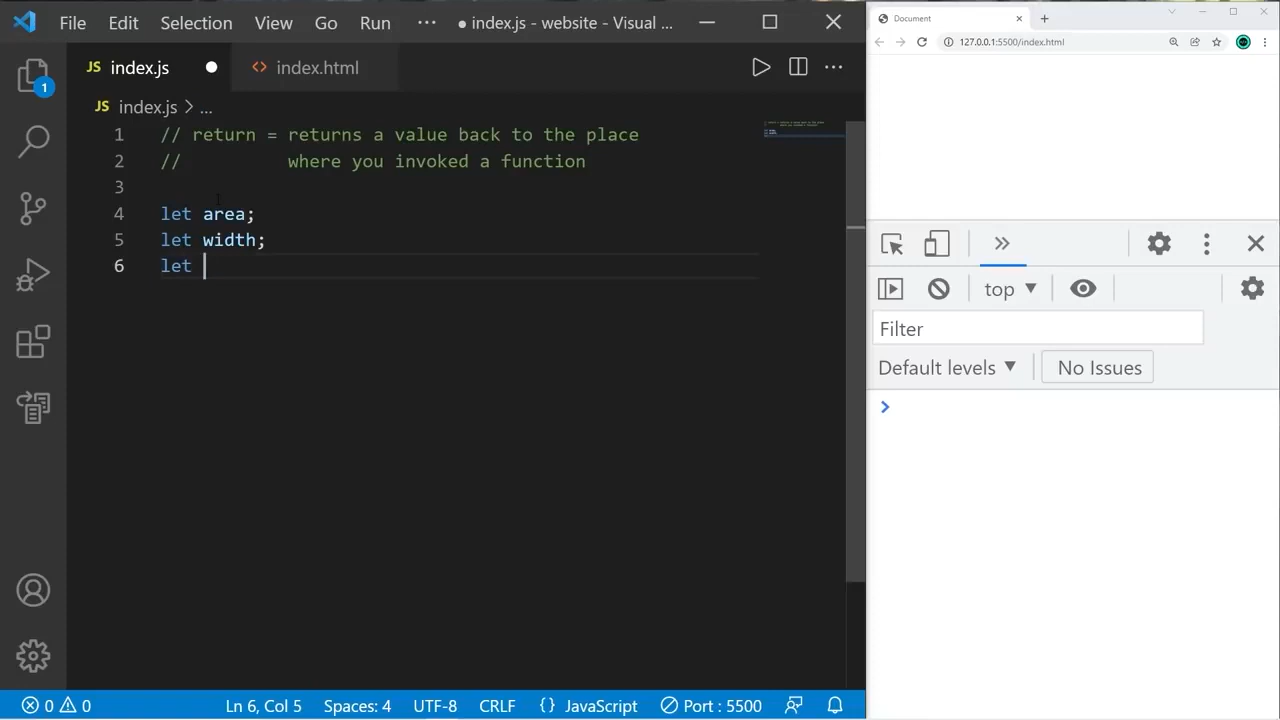 File Edit Selection View Go Run ··· ● index.js - website - Visual ...
JS index.js ● <> index.html
JS index.js > ...
1 // return = returns a value back to the place
2 //          where you invoked a function
3
4 let area;
5 let width;
6 let
1
0 0 Ln 6, Col 5 Spaces: 4 UTF-8 CRLF {} JavaScript Port : 5500
Document
127.0.0.1:5500/index.html
top
Filter
Default levels No Issues